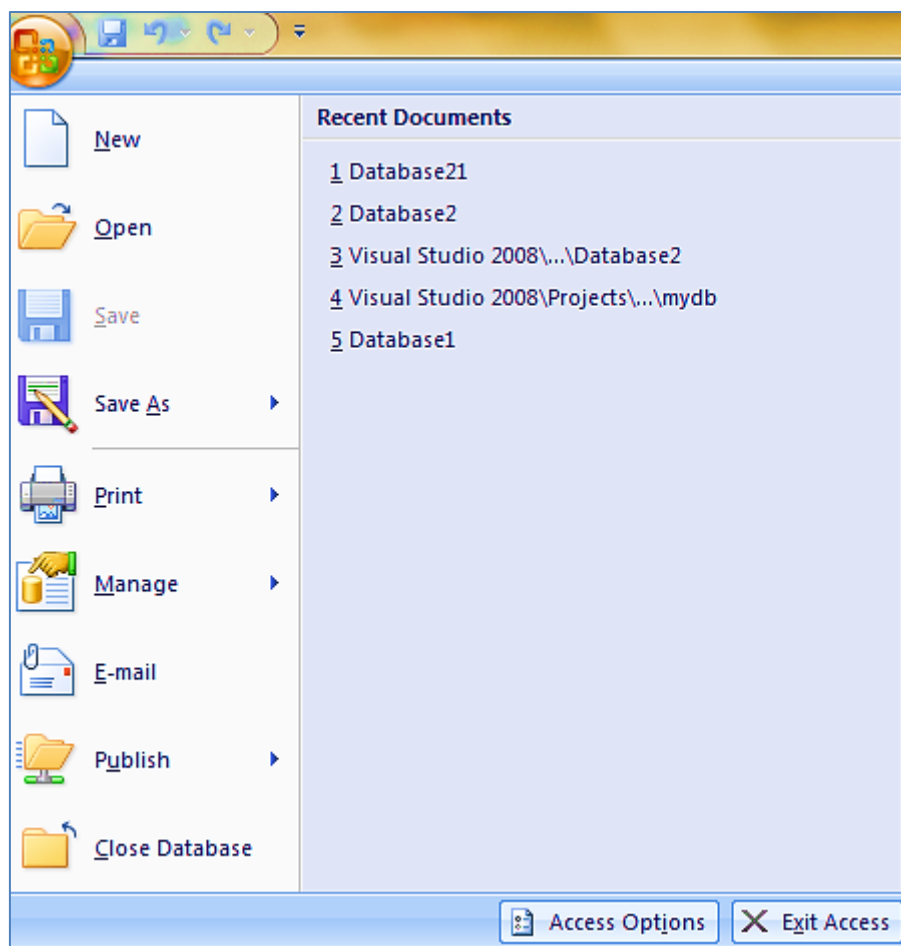 New
Open
Save
Save As
Print
Manage
E-mail
Publish
Close Database
Recent Documents
1 Database21
2 Database2
3 Visual Studio 2008\...\Database2
4 Visual Studio 2008\Projects\...\mydb
5 Database1
Access Options
Exit Access